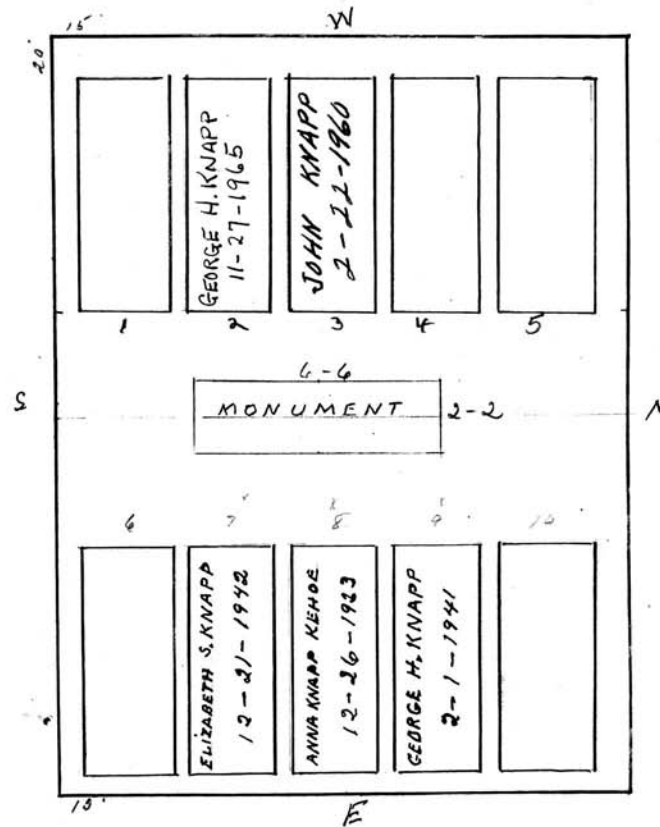 W
15'
20'
GEORGE H. KNAPP
11-27-1965
JOHN KNAPP
2-22-1960
1
2
3
4
5
S
6-6
MONUMENT
2-2
N
6
7
8
9
10
ELIZABETH S. KNAPP
12-21-1942
ANNA KNAPP KEHOE
12-26-1923
GEORGE H. KNAPP
2-1-1941
15'
E